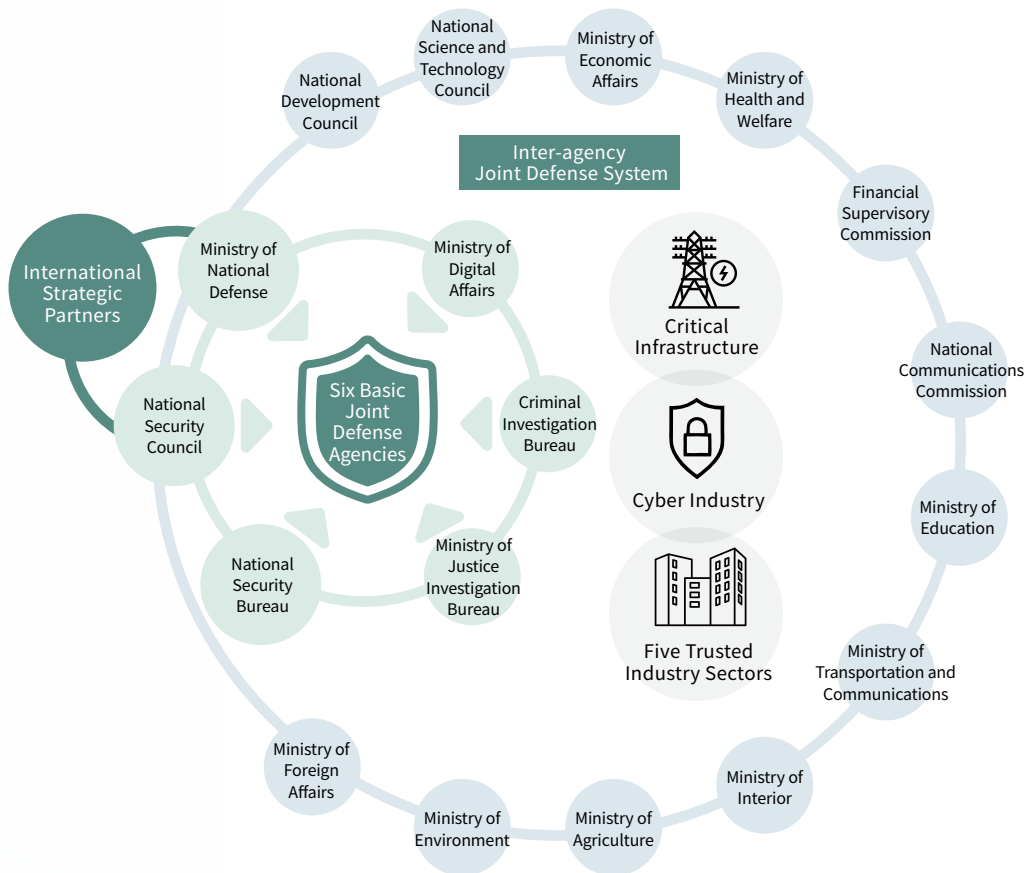 National
Science and
Technology
Council
Ministry of
Economic
Affairs
National
Development
Council
Ministry of
Health and
Welfare
Inter-agency
Joint Defense System
Financial
Supervisory
Commission
International
Strategic
Partners
Ministry of
National
Defense
Ministry of
Digital
Affairs
Critical
Infrastructure
National
Communications
Commission
National
Security
Council
Six Basic
Joint
Defense
Agencies
Criminal
Investigation
Bureau
Cyber Industry
Ministry of
Education
National
Security
Bureau
Ministry of
Justice
Investigation
Bureau
Five Trusted
Industry Sectors
Ministry of
Transportation and
Communications
Ministry of
Foreign
Affairs
Ministry of
Environment
Ministry of
Agriculture
Ministry of
Interior